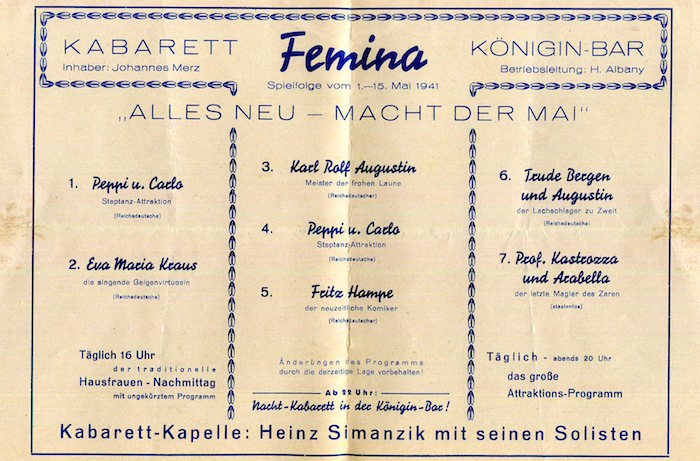 KABARETT
Inhaber: Johannes Merz
Femina
Spielfolge vom 1.—15. Mai 1941
KÖNIGIN-BAR
Betriebsleitung: H. Albany
„ALLES NEU — MACHT DER MAI"
1. Peppi u. Carlo
Steptanz-Attraktion
(Reichsdeutsche)
2. Eva Maria Kraus
die singende Geigenvirtuosin
(Reichsdeutsche)
Täglich 16 Uhr
der traditionelle
Hausfrauen - Nachmittag
mit ungekürztem Programm
3. Karl Rolf Augustin
Meister der frohen Laune
(Reichsdeutscher)
4. Peppi u. Carlo
Steptanz-Attraktion
(Reichsdeutsche)
5. Fritz Hampe
der neuzeitliche Komiker
(Reichsdeutscher)
Änderungen des Programms
durch die derzeitige Lage vorbehalten!
Ab 22 Uhr:
Nacht-Kabarett in der Königin-Bar!
6. Trude Bergen
und Augustin
der Lachschlager zu Zweit
(Reichsdeutsche)
7. Prof. Kastrozza
und Arabella
der letzte Magier des Zaren
(staatenlos)
Täglich - abends 20 Uhr
das große
Attraktions-Programm
Kabarett-Kapelle: Heinz Simanzik mit seinen Solisten